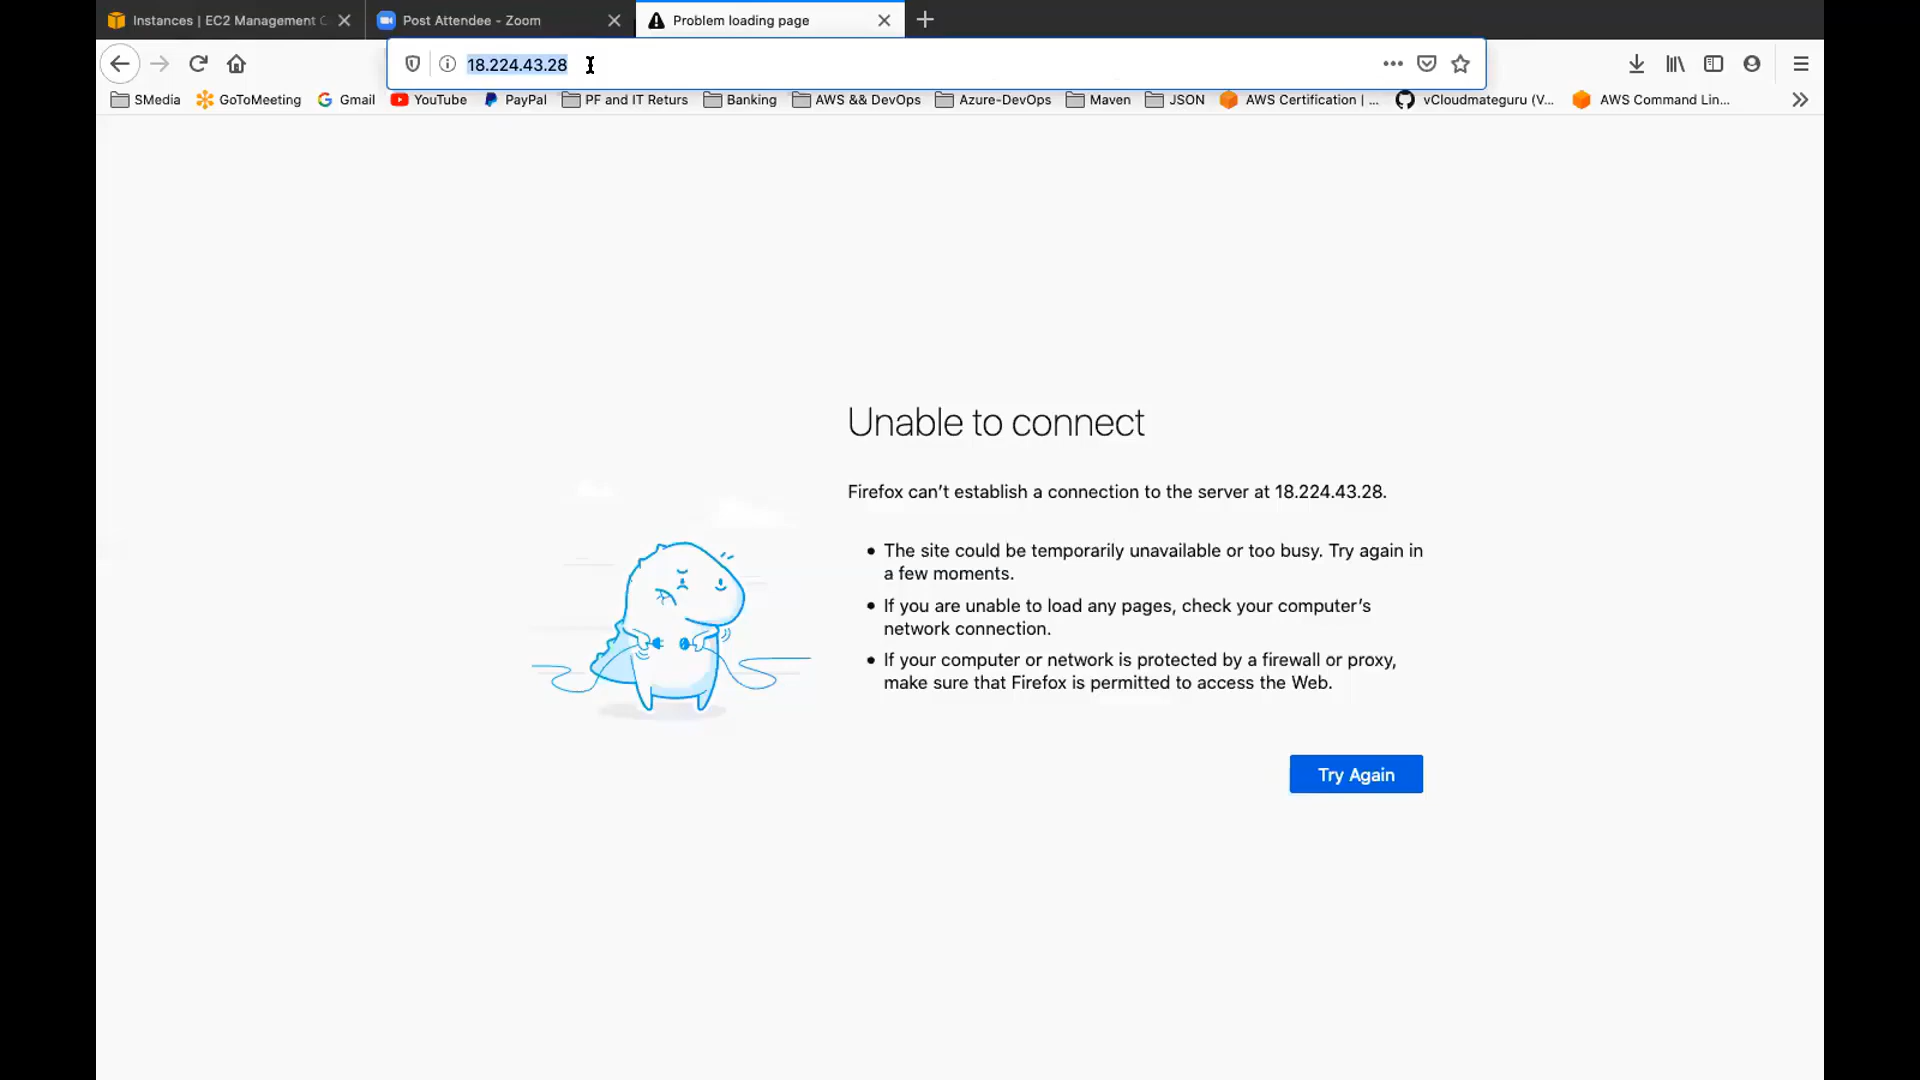 Instances | EC2 Management C
Post Attendee - Zoom
Problem loading page
18.224.43.28
SMedia
GoToMeeting
Gmail
YouTube
PayPal
PF and IT Returs
Banking
AWS && DevOps
Azure-DevOps
Maven
JSON
AWS Certification | ...
vCloudmateguru (V...
AWS Command Lin...
Unable to connect
Firefox can’t establish a connection to the server at 18.224.43.28.
• The site could be temporarily unavailable or too busy. Try again in
a few moments.
• If you are unable to load any pages, check your computer’s
network connection.
• If your computer or network is protected by a firewall or proxy,
make sure that Firefox is permitted to access the Web.
Try Again